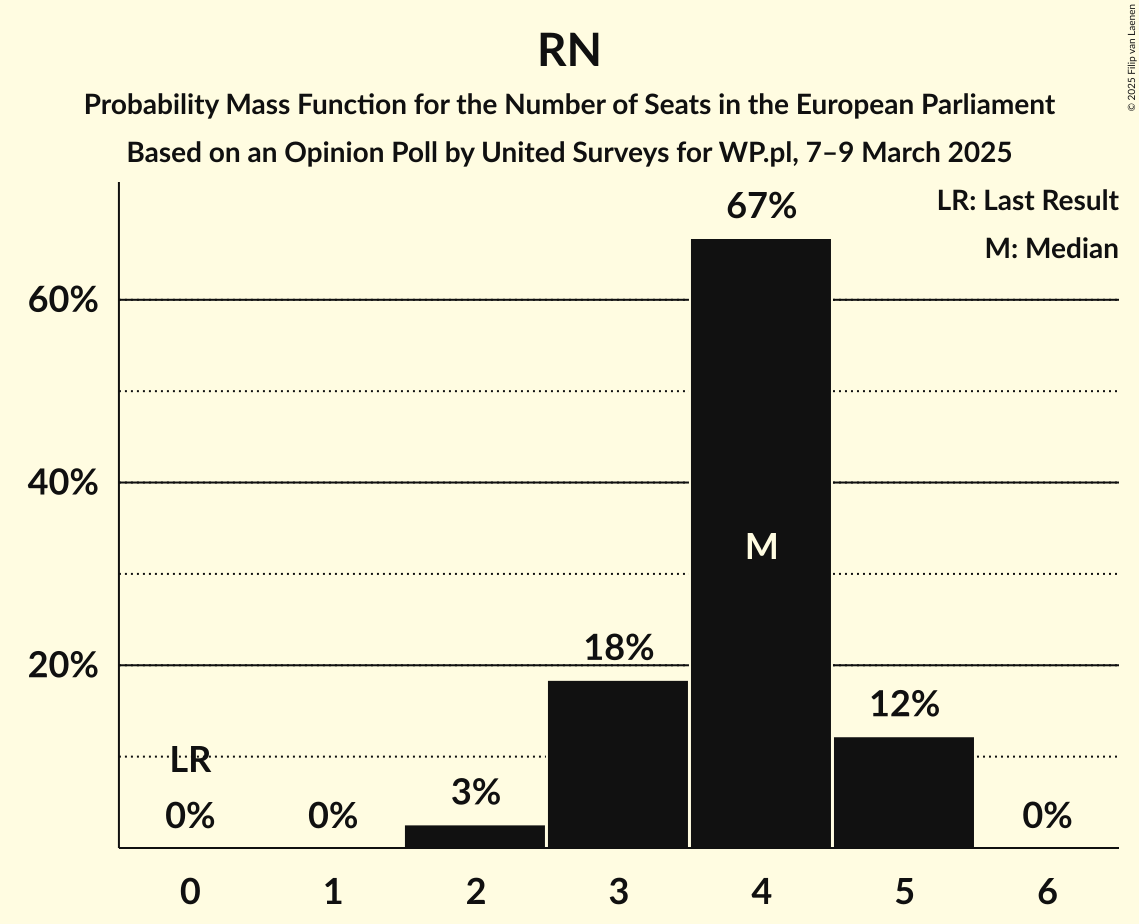 RN
Probability Mass Function for the Number of Seats in the European Parliament
Based on an Opinion Poll by United Surveys for WP.pl, 7–9 March 2025
© 2025 Filip van Laenen
LR: Last Result
M: Median
67%
60%
40%
M
18%
20%
12%
LR
3%
0%
0%
0%
0
1
2
3
4
5
6